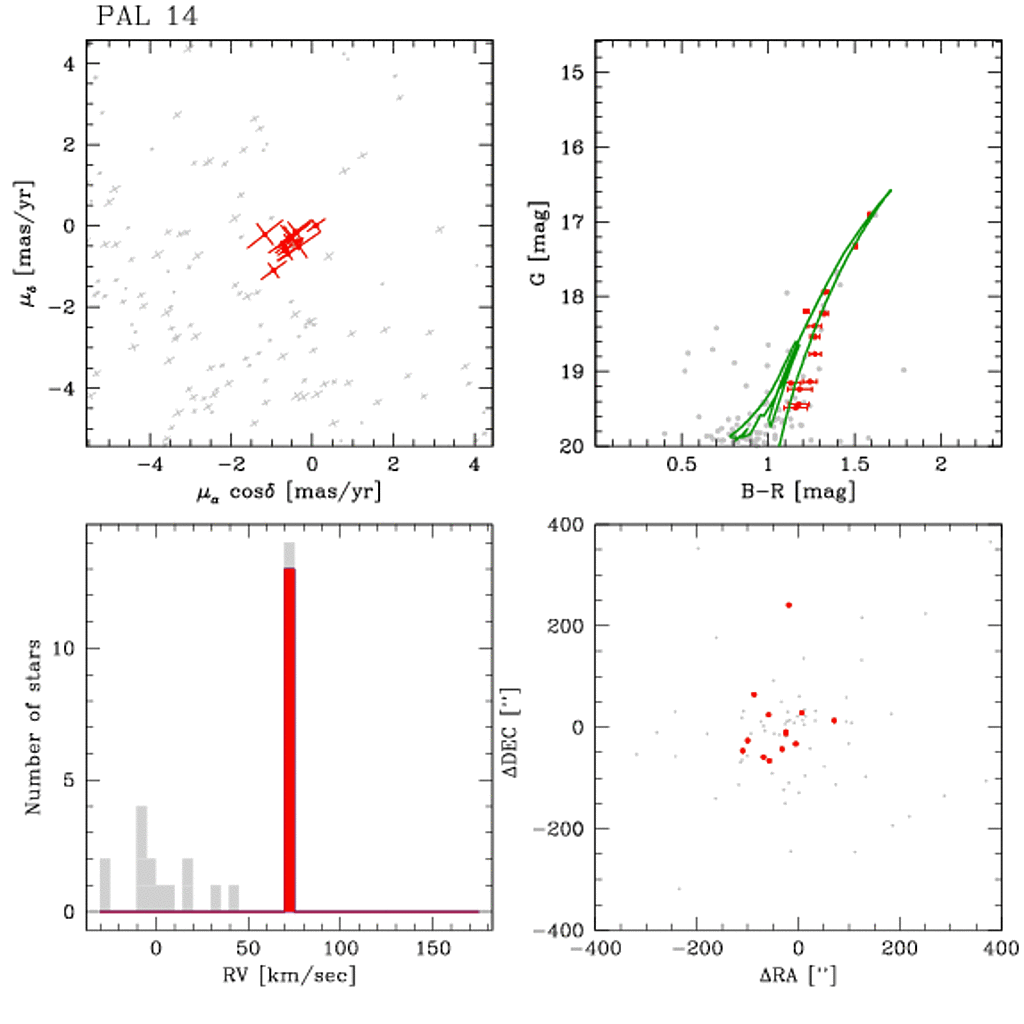 PAL 14
4
2
0
−2
−4
μδ [mas/yr]
−4 −2 0 2 4
μα cosδ [mas/yr]
15
16
17
18
19
20
G [mag]
0.5 1 1.5 2
B−R [mag]
10
5
0
Number of stars
0 50 100 150
RV [km/sec]
400
200
0
−200
−400
ΔDEC ['']
−400 −200 0 200 400
ΔRA ['']